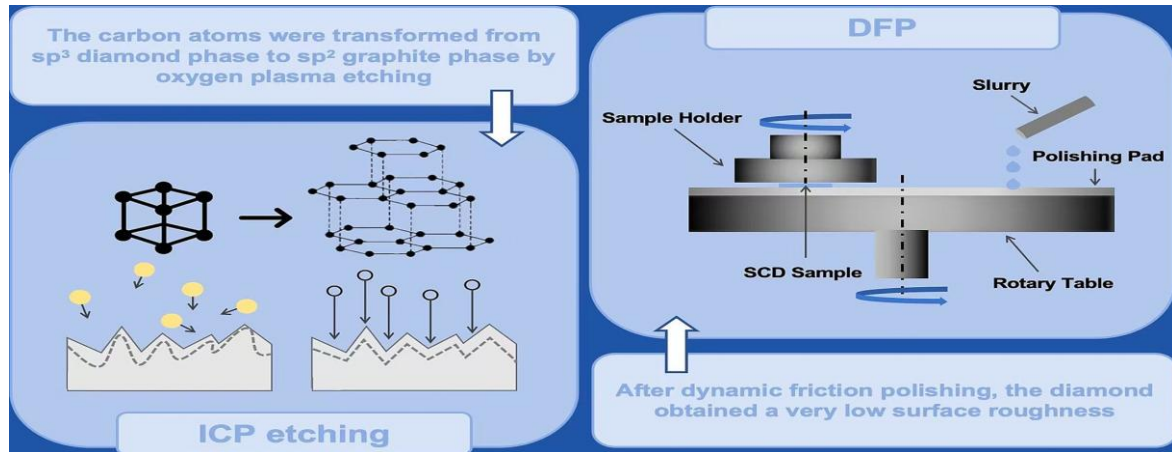 The carbon atoms were transformed from
sp³ diamond phase to sp² graphite phase by
oxygen plasma etching
ICP etching
DFP
Slurry
Sample Holder
Polishing Pad
SCD Sample
Rotary Table
After dynamic friction polishing, the diamond
obtained a very low surface roughness